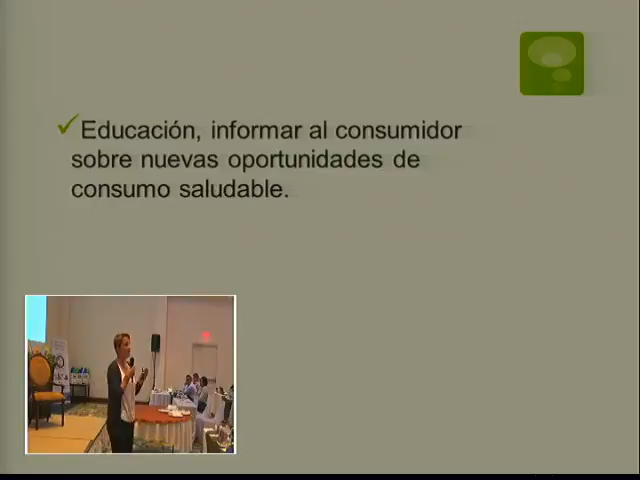 Educación, informar al consumidor
sobre nuevas oportunidades de
consumo saludable.